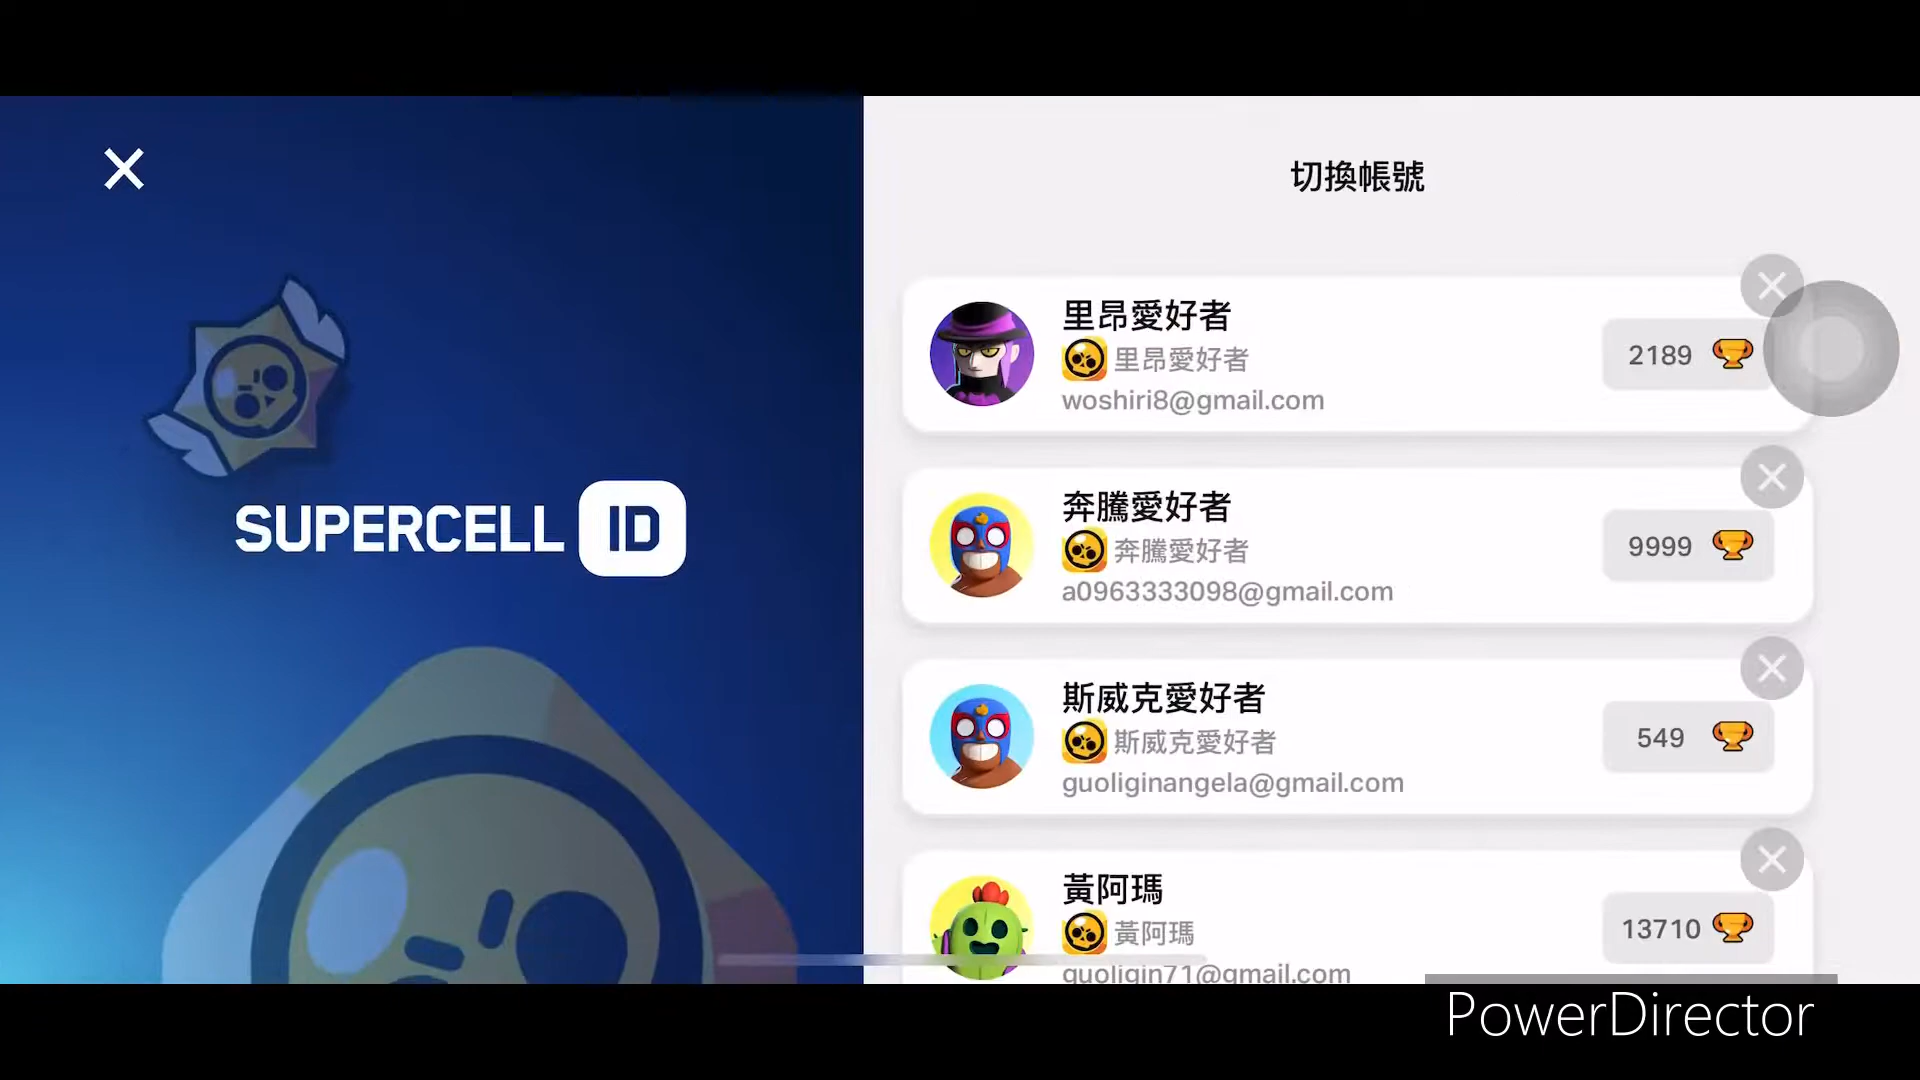 切換帳號
SUPERCELL ID
里昂愛好者
里昂愛好者
woshiri8@gmail.com
2189
奔騰愛好者
奔騰愛好者
a0963333098@gmail.com
9999
斯威克愛好者
斯威克愛好者
guoliginangela@gmail.com
549
黃阿瑪
黃阿瑪
guoligin71@gmail.com
13710
PowerDirector